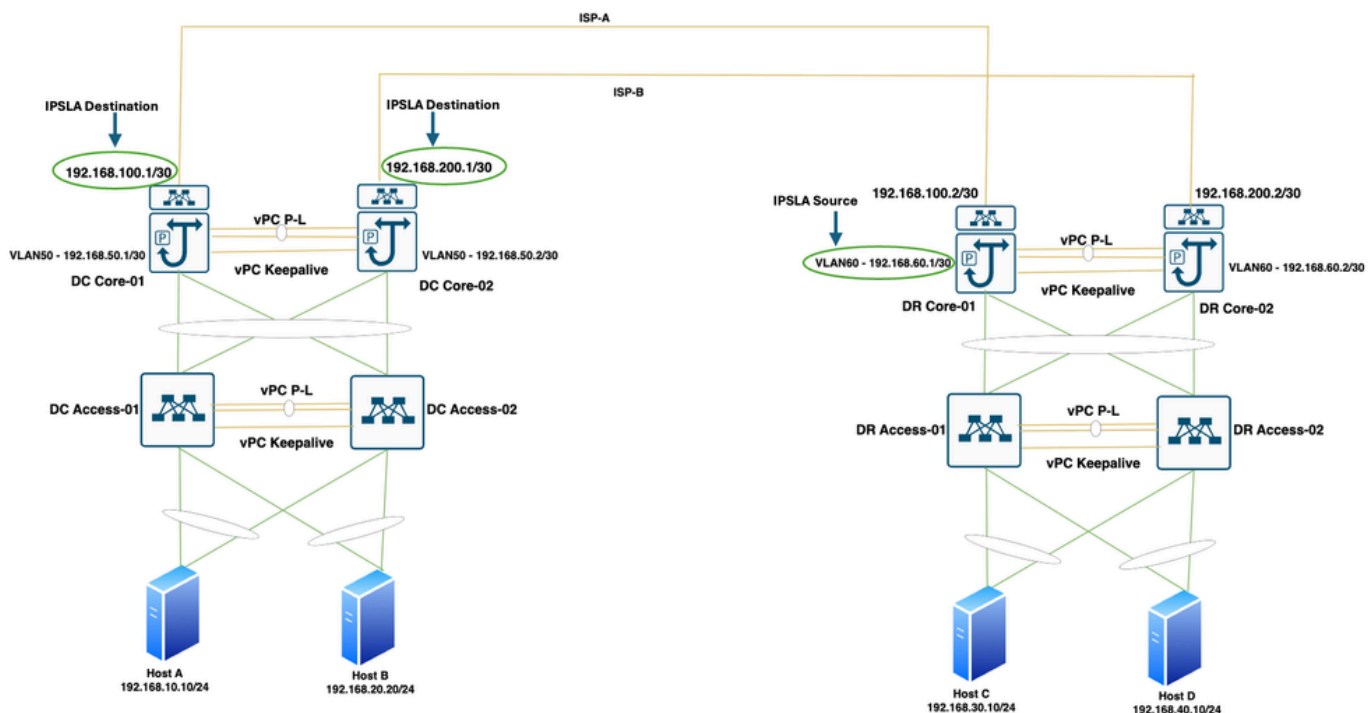 ISP-A
ISP-B
IPSLA Destination
IPSLA Destination
192.168.100.1/30
192.168.200.1/30
192.168.100.2/30
192.168.200.2/30
IPSLA Source
vPC P-L
vPC P-L
P
P
P
P
VLAN50 - 192.168.50.1/30
VLAN50 - 192.168.50.2/30
VLAN60 - 192.168.60.1/30
VLAN60 - 192.168.60.2/30
vPC Keepalive
vPC Keepalive
DC Core-01
DC Core-02
DR Core-01
DR Core-02
vPC P-L
vPC P-L
DC Access-01
DC Access-02
DR Access-01
DR Access-02
vPC Keepalive
vPC Keepalive
Host A
192.168.10.10/24
Host B
192.168.20.20/24
Host C
192.168.30.10/24
Host D
192.168.40.10/24